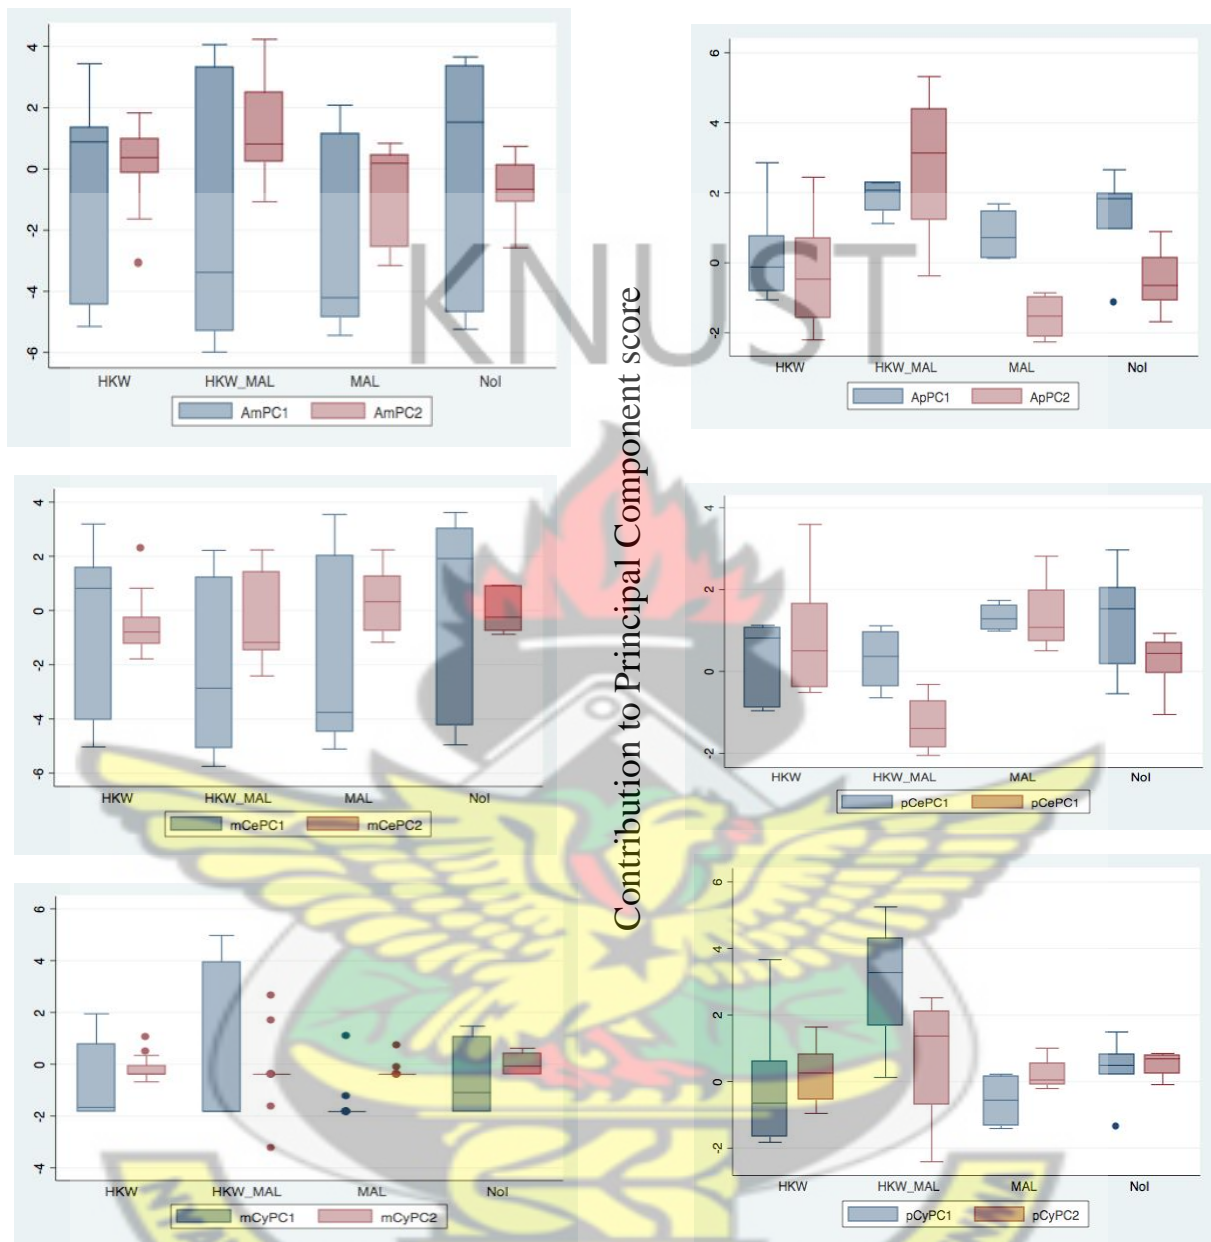 4
2
0
-2
-4
-6
HKW HKW_MAL MAL NoI
AmPC1 AmPC2
6
4
2
0
-2
HKW HKW_MAL MAL NoI
ApPC1 ApPC2
KNUST
Contribution to Principal Component score
4
2
0
-2
-4
-6
HKW HKW_MAL MAL NoI
mCePC1 mCePC2
4
2
0
-2
HKW HKW_MAL MAL NoI
pCePC1 pCePC1
6
4
2
0
-2
-4
HKW HKW_MAL MAL NoI
mCyPC1 mCyPC2
6
4
2
0
-2
HKW HKW_MAL MAL NoI
pCyPC1 pCyPC2